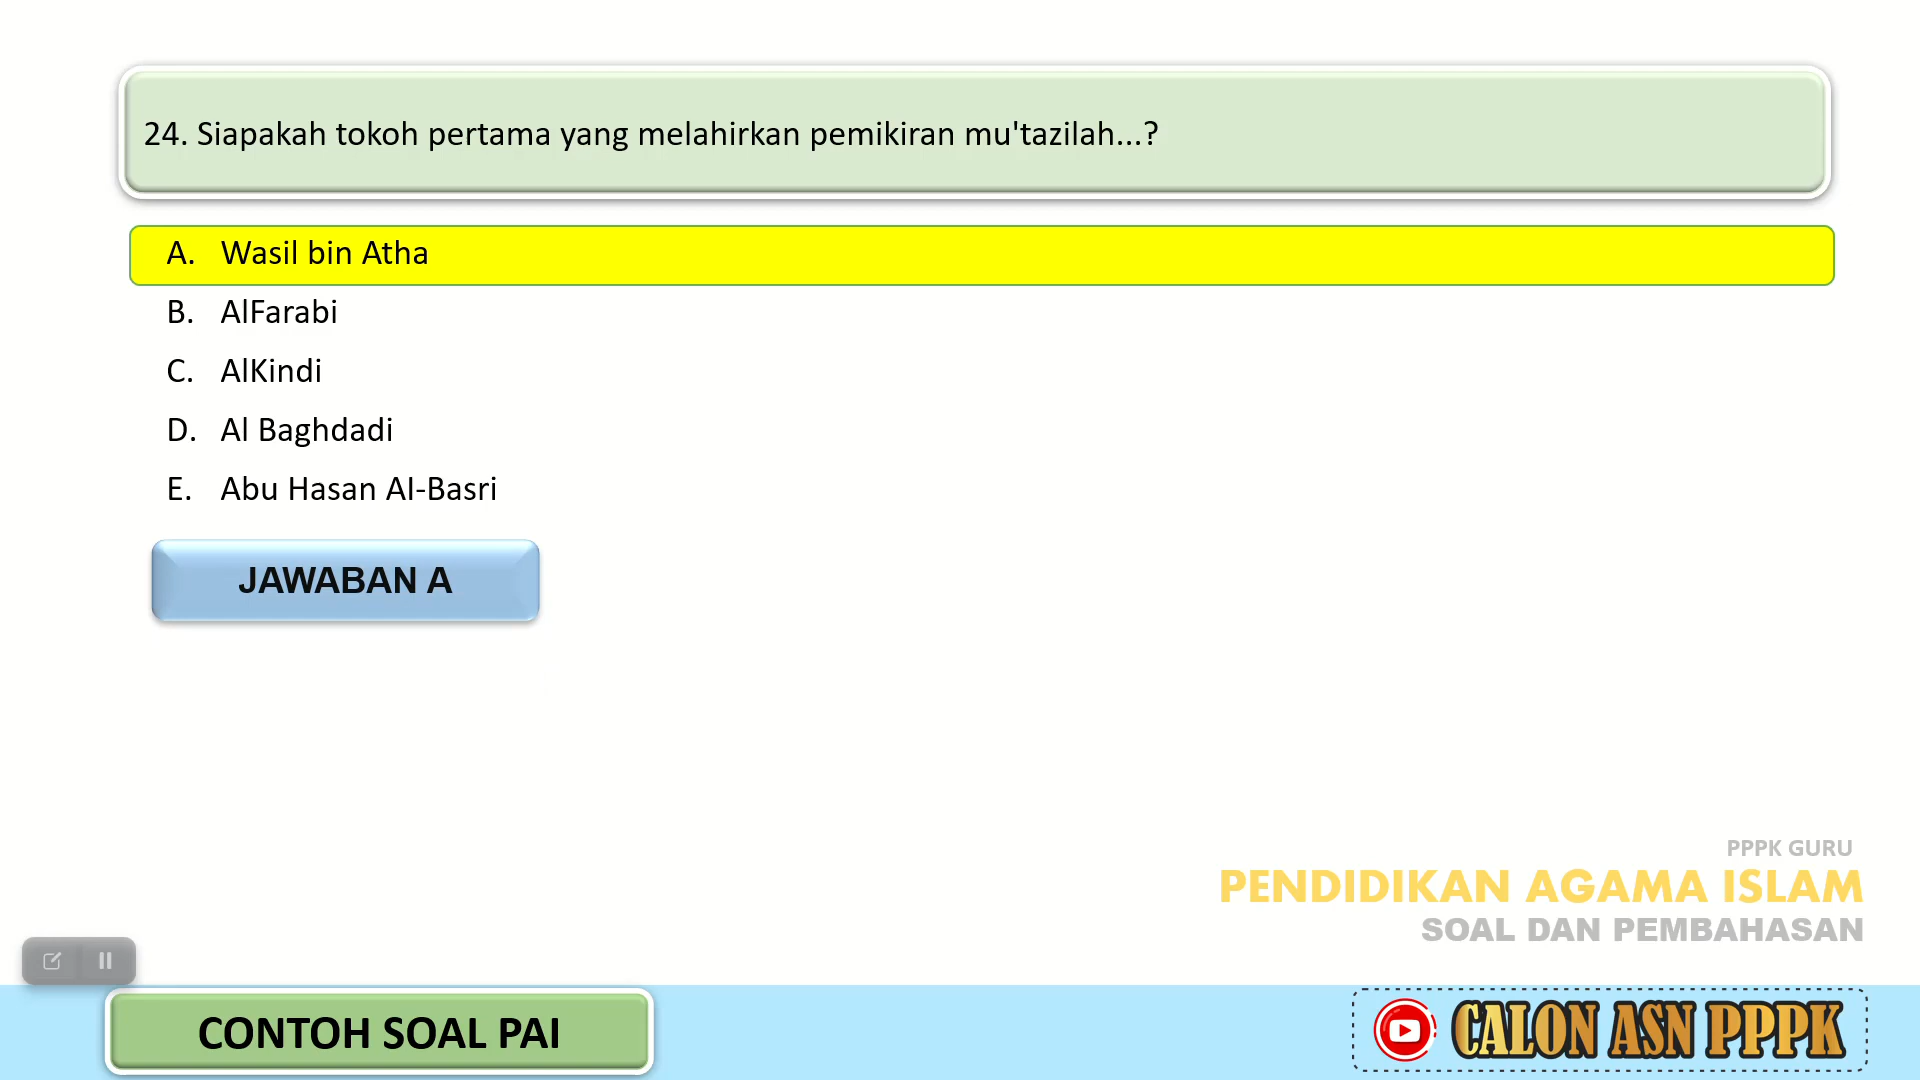 24. Siapakah tokoh pertama yang melahirkan pemikiran mu'tazilah...?
A. Wasil bin Atha
B. AlFarabi
C. AlKindi
D. Al Baghdadi
E. Abu Hasan Al-Basri
JAWABAN A
PPPK GURU
PENDIDIKAN AGAMA ISLAM
SOAL DAN PEMBAHASAN
CONTOH SOAL PAI
CALON ASN PPPK